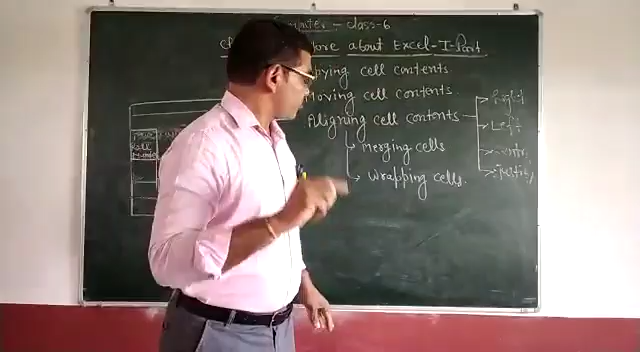 class-6
more about Excel-I-Part
copying cell contents
Moving cell contents.
Aligning cell contents
Right
Left
centre
justify
merging cells
wrapping cells.